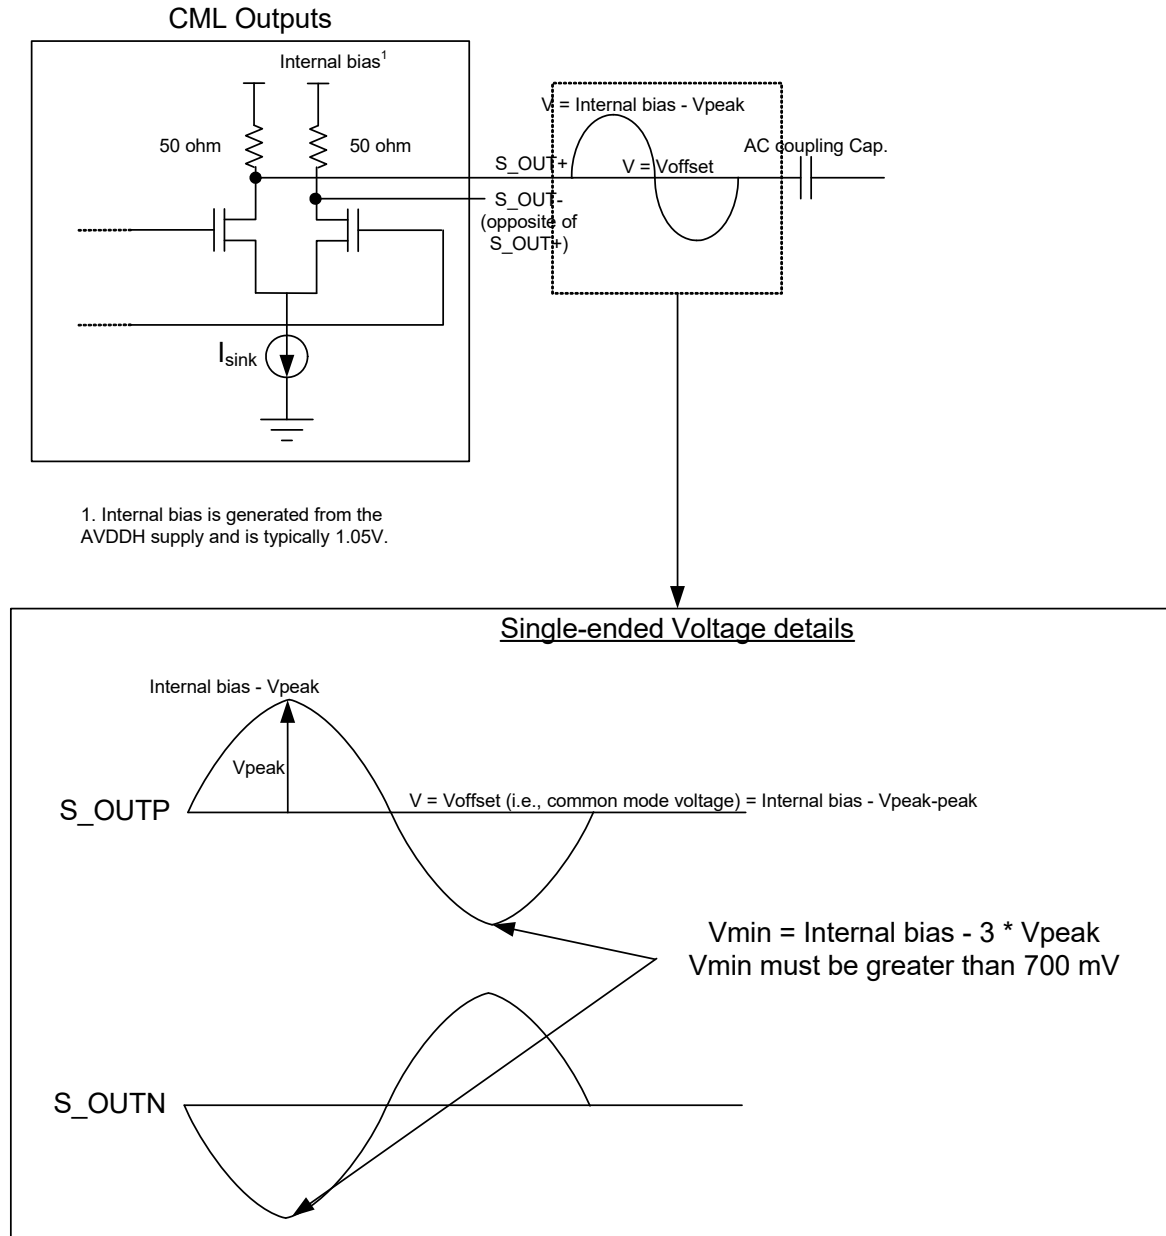 CML Outputs
Internal bias1
50 ohm
50 ohm
V = Internal bias - Vpeak
S_OUT+
V = Voffset
AC coupling Cap.
S_OUT-
(opposite of
S_OUT+)
Isink
1. Internal bias is generated from the
AVDDH supply and is typically 1.05V.
Single-ended Voltage details
Internal bias - Vpeak
Vpeak
S_OUTP
V = Voffset (i.e., common mode voltage) = Internal bias - Vpeak-peak
Vmin = Internal bias - 3 * Vpeak
Vmin must be greater than 700 mV
S_OUTN